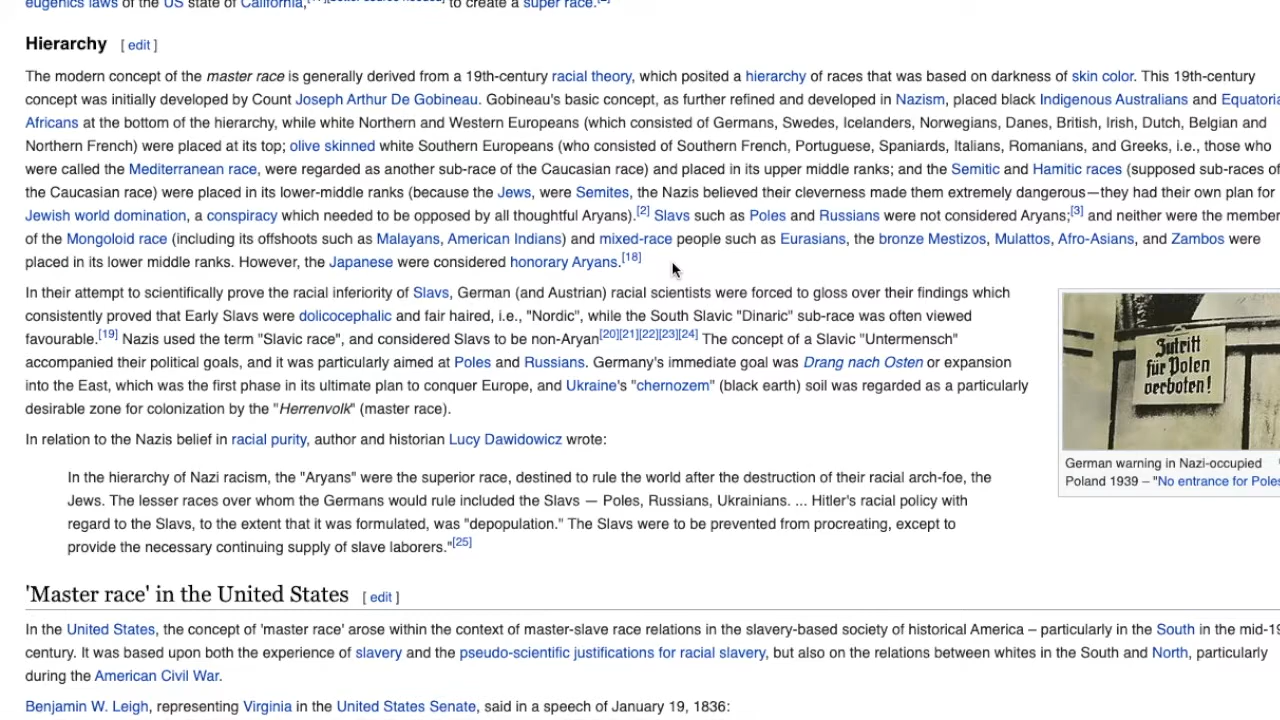 eugenics laws of the US state of California,[17][better source needed] to create a super race.[2]
Hierarchy [ edit ]
The modern concept of the master race is generally derived from a 19th-century racial theory, which posited a hierarchy of races that was based on darkness of skin color. This 19th-century
concept was initially developed by Count Joseph Arthur De Gobineau. Gobineau's basic concept, as further refined and developed in Nazism, placed black Indigenous Australians and Equatoria
Africans at the bottom of the hierarchy, while white Northern and Western Europeans (which consisted of Germans, Swedes, Icelanders, Norwegians, Danes, British, Irish, Dutch, Belgian and
Northern French) were placed at its top; olive skinned white Southern Europeans (who consisted of Southern French, Portuguese, Spaniards, Italians, Romanians, and Greeks, i.e., those who
were called the Mediterranean race, were regarded as another sub-race of the Caucasian race) and placed in its upper middle ranks; and the Semitic and Hamitic races (supposed sub-races of
the Caucasian race) were placed in its lower-middle ranks (because the Jews, were Semites, the Nazis believed their cleverness made them extremely dangerous—they had their own plan for
Jewish world domination, a conspiracy which needed to be opposed by all thoughtful Aryans).[2] Slavs such as Poles and Russians were not considered Aryans;[3] and neither were the member
of the Mongoloid race (including its offshoots such as Malayans, American Indians) and mixed-race people such as Eurasians, the bronze Mestizos, Mulattos, Afro-Asians, and Zambos were
placed in its lower middle ranks. However, the Japanese were considered honorary Aryans.[18]
In their attempt to scientifically prove the racial inferiority of Slavs, German (and Austrian) racial scientists were forced to gloss over their findings which
consistently proved that Early Slavs were dolicocephalic and fair haired, i.e., "Nordic", while the South Slavic "Dinaric" sub-race was often viewed
favourable.[19] Nazis used the term "Slavic race", and considered Slavs to be non-Aryan[20][21][22][23][24] The concept of a Slavic "Untermensch"
accompanied their political goals, and it was particularly aimed at Poles and Russians. Germany's immediate goal was Drang nach Osten or expansion
into the East, which was the first phase in its ultimate plan to conquer Europe, and Ukraine's "chernozem" (black earth) soil was regarded as a particularly
desirable zone for colonization by the "Herrenvolk" (master race).
Zutritt
für Polen
verboten!
German warning in Nazi-occupied
Poland 1939 – "No entrance for Poles
In relation to the Nazis belief in racial purity, author and historian Lucy Dawidowicz wrote:
In the hierarchy of Nazi racism, the "Aryans" were the superior race, destined to rule the world after the destruction of their racial arch-foe, the
Jews. The lesser races over whom the Germans would rule included the Slavs — Poles, Russians, Ukrainians. ... Hitler's racial policy with
regard to the Slavs, to the extent that it was formulated, was "depopulation." The Slavs were to be prevented from procreating, except to
provide the necessary continuing supply of slave laborers."[25]
'Master race' in the United States [ edit ]
In the United States, the concept of 'master race' arose within the context of master-slave race relations in the slavery-based society of historical America – particularly in the South in the mid-19
century. It was based upon both the experience of slavery and the pseudo-scientific justifications for racial slavery, but also on the relations between whites in the South and North, particularly
during the American Civil War.
Benjamin W. Leigh, representing Virginia in the United States Senate, said in a speech of January 19, 1836: